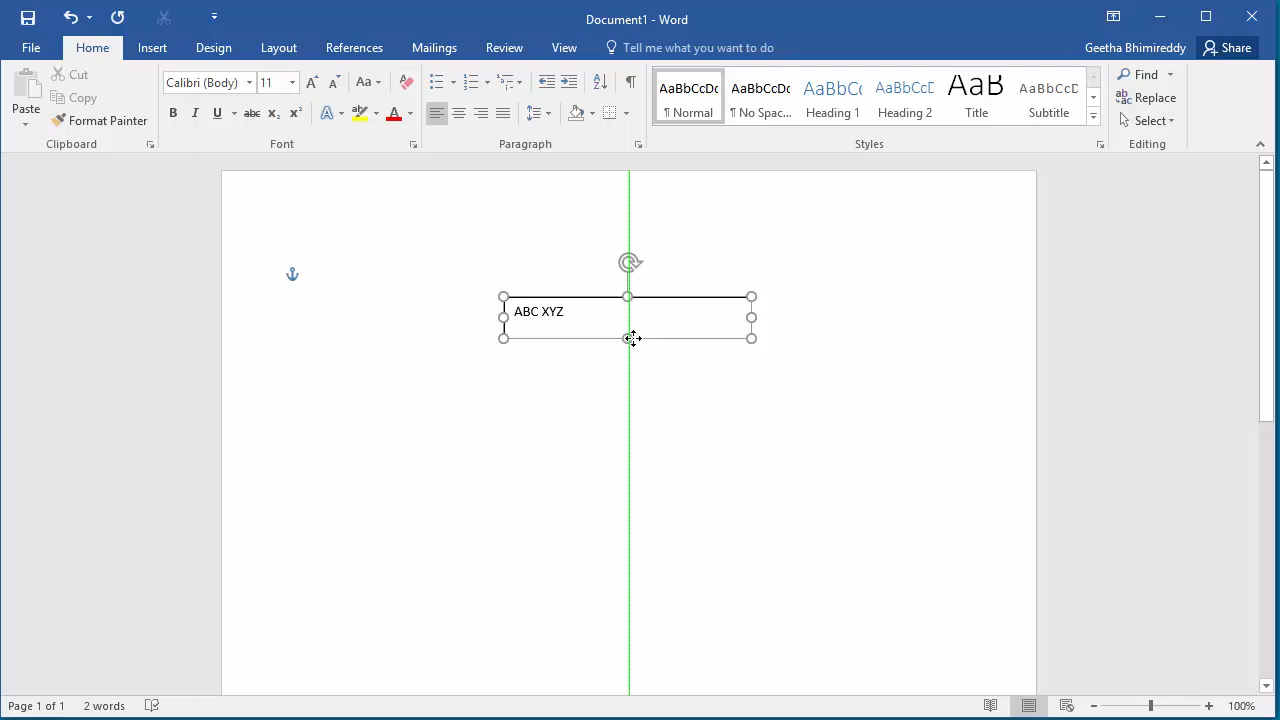 Document1 - Word
File Home Insert Design Layout References Mailings Review View Tell me what you want to do Geetha Bhimireddy Share
Paste
Cut
Copy
Format Painter
Calibri (Body) 11 Aa
B I U abc A A
¶
AaBbCcDc AaBbCcDc AaBbCc AaBbCcD AaB AaBbCcD
¶ Normal ¶ No Spac... Heading 1 Heading 2 Title Subtitle
Find
Replace
Select
Clipboard Font Paragraph Styles Editing
ABC XYZ
Page 1 of 1 2 words 100%